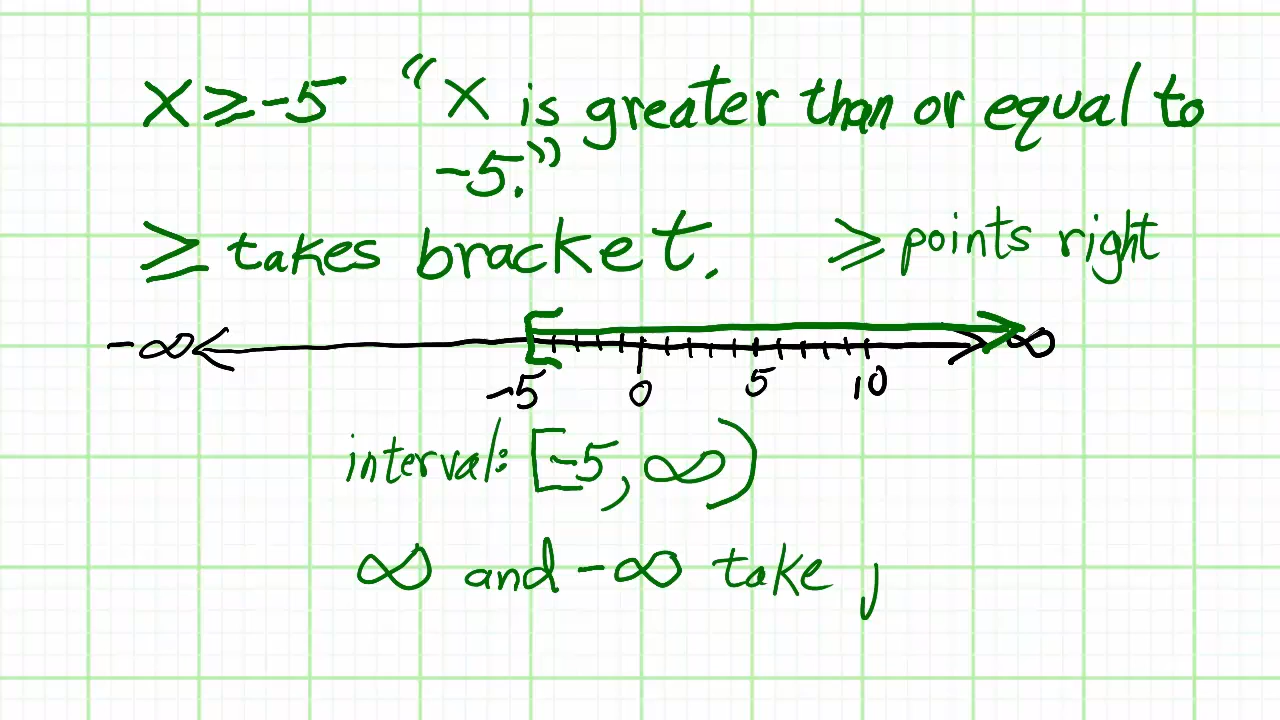 x ≥ -5 “x is greater than or equal to
-5.”
≥ takes bracket. ≥ points right
-∞ ∞
-5 0 5 10
interval: [-5, ∞)
∞ and -∞ take